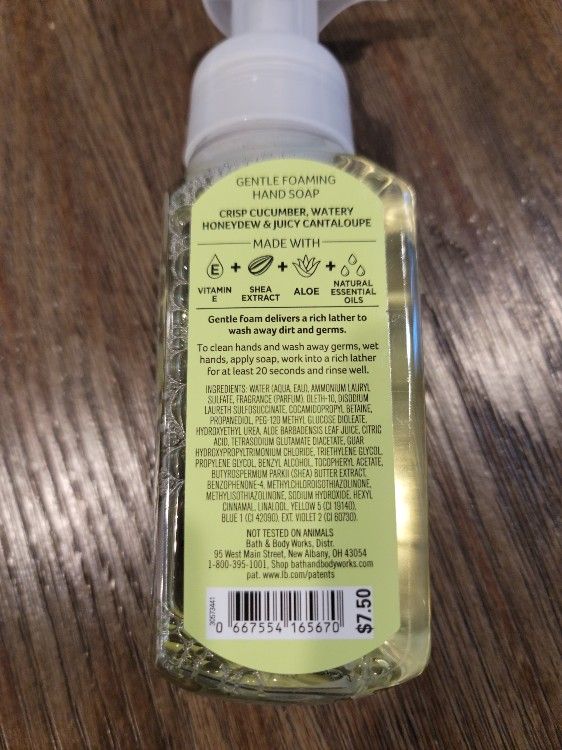 GENTLE FOAMING
HAND SOAP
CRISP CUCUMBER, WATERY
HONEYDEW & JUICY CANTALOUPE
MADE WITH
E + + +
VITAMIN E SHEA EXTRACT ALOE NATURAL ESSENTIAL OILS
Gentle foam delivers a rich lather to
wash away dirt and germs.
To clean hands and wash away germs, wet
hands, apply soap, work into a rich lather
for at least 20 seconds and rinse well.
INGREDIENTS: WATER (AQUA, EAU), AMMONIUM LAURYL
SULFATE, FRAGRANCE (PARFUM), OLETH-10, DISODIUM
LAURETH SULFOSUCCINATE, COCAMIDOPROPYL BETAINE,
PROPANEDIOL, PEG-120 METHYL GLUCOSE DIOLEATE,
HYDROXYETHYL UREA, ALOE BARBADENSIS LEAF JUICE, CITRIC
ACID, TETRASODIUM GLUTAMATE DIACETATE, GUAR
HYDROXYPROPYLTRIMONIUM CHLORIDE, TRIETHYLENE GLYCOL,
PROPYLENE GLYCOL, BENZYL ALCOHOL, TOCOPHERYL ACETATE,
BUTYROSPERMUM PARKII (SHEA) BUTTER EXTRACT,
BENZOPHENONE-4, METHYLCHLOROISOTHIAZOLINONE,
METHYLISOTHIAZOLINONE, SODIUM HYDROXIDE, HEXYL
CINNAMAL, LINALOOL, YELLOW 5 (CI 19140),
BLUE 1 (CI 42090), EXT. VIOLET 2 (CI 60730).
NOT TESTED ON ANIMALS
Bath & Body Works, Distr.
95 West Main Street, New Albany, OH 43054
1-800-395-1001, Shop bathandbodyworks.com
pat. www.lb.com/patents
30573441
0 667554 165670
$7.50